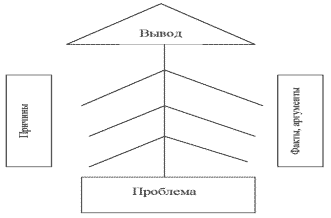 Вывод
Причины
Факты, аргументы
Проблема